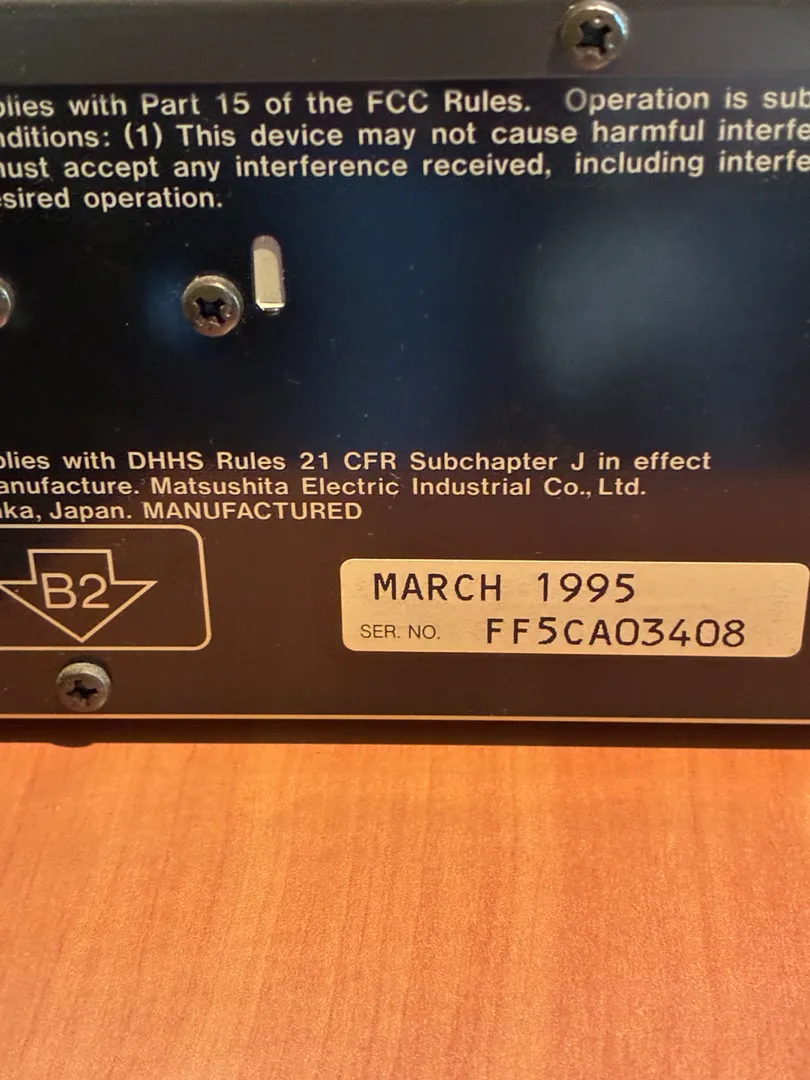 plies with Part 15 of the FCC Rules. Operation is sub
nditions: (1) This device may not cause harmful interfe
nust accept any interference received, including interfe
esired operation.
plies with DHHS Rules 21 CFR Subchapter J in effect
anufacture. Matsushita Electric Industrial Co., Ltd.
aka, Japan. MANUFACTURED
B2
MARCH 1995
SER. NO. FF5CA03408